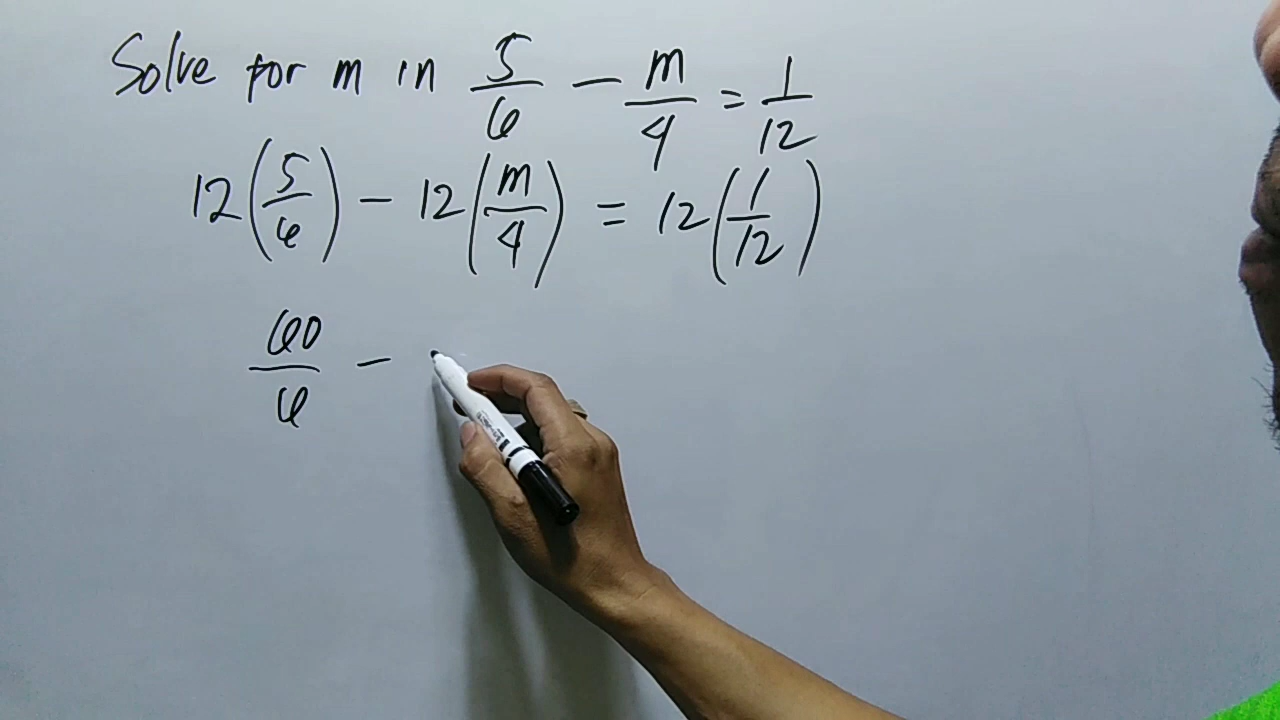 Solve for m in 5/6 - m/4 = 1/12
12(5/6) - 12(m/4) = 12(1/12)
60/6 -